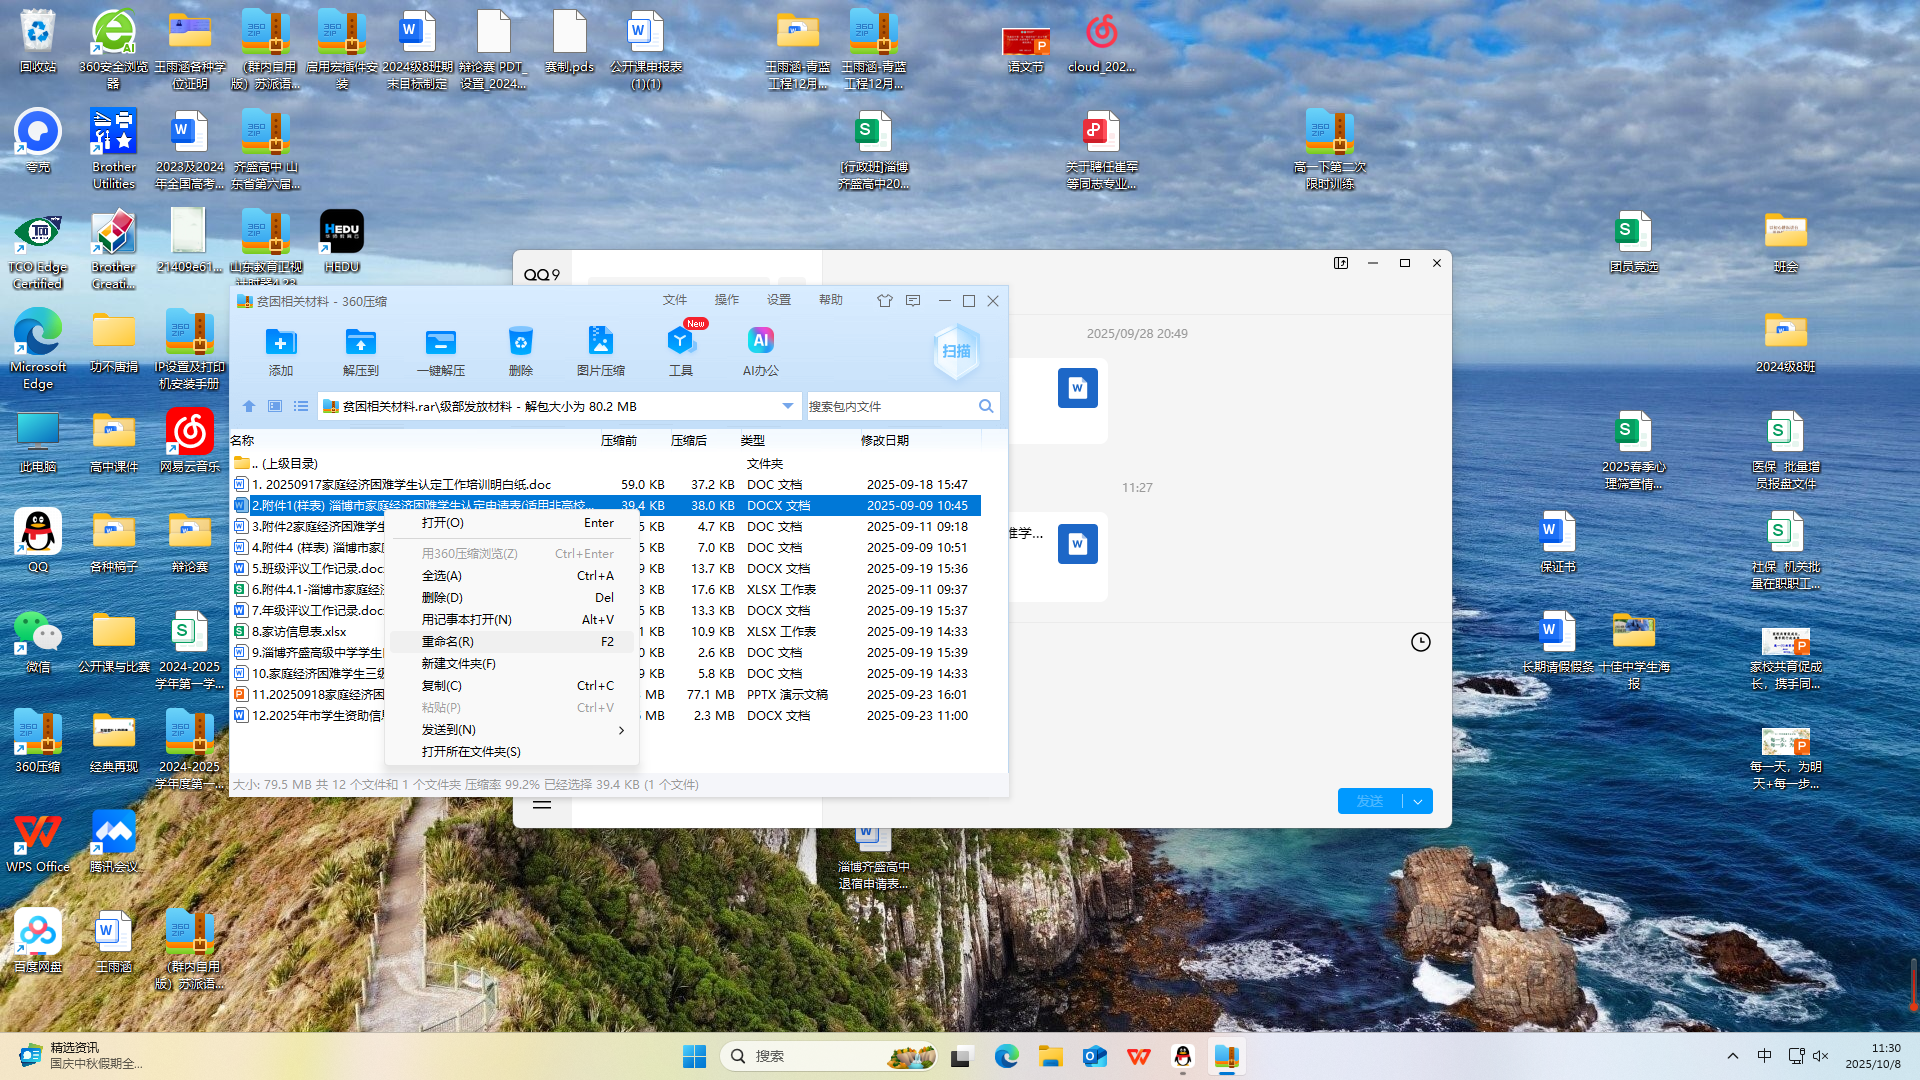 回收站
360安全浏览
器
王雨涵各种学
位证明
（群内自用
版）苏派语...
启用宏插件安
装
2024级8班期
末目标制定
辩论赛 PDT_
设置_2024...
赛制.pds
公开课申报表
(1)(1)
王雨涵-青蓝
工程12月...
王雨涵-青蓝
工程12月...
语文节
cloud_202...
夸克
Brother
Utilities
2023及2024
年全国高考...
齐盛高中 山
东省第六届...
[行政班]淄博
齐盛高中20...
关于聘任崔军
等同志专业...
高一下第二次
限时训练
TCO Edge
Certified
Brother
Creati...
21409e61...
山东教育正视
HEDU
HEDU
团员竞选
班会
Microsoft
Edge
功不唐捐
IP设置及打印
机安装手册
2024级8班
此电脑
高中课件
网易云音乐
2025春季心
理筛查情...
医保_批量增
员报盘文件
QQ
各种稿子
辩论赛
保证书
社保_机关批
量在职职工...
微信
公开课与比赛
2024-2025
学年第一学...
长期请假假条
十佳中学生海
报
家校共育促成
长，携手同...
360压缩
经典再现
2024-2025
学年度第一...
每一天，为明
天+每一步...
WPS Office
腾讯会议
淄博齐盛高中
退宿申请表...
百度网盘
王雨涵
（群内自用
版）苏派语...
QQ9
2025/09/28 20:49
11:27
准学...
发送
贫困相关材料 - 360压缩
文件
操作
设置
帮助
添加
解压到
一键解压
删除
图片压缩
New
工具
AI
AI办公
扫描
贫困相关材料.rar\级部发放材料 - 解包大小为 80.2 MB
搜索包内文件
名称 压缩前 压缩后 类型 修改日期
.. (上级目录) 文件夹
1. 20250917家庭经济困难学生认定工作培训明白纸.doc 59.0 KB 37.2 KB DOC 文档 2025-09-18 15:47
2.附件1(样表) 淄博市家庭经济困难学生认定申请表(适用非高校... 39.4 KB 38.0 KB DOCX 文档 2025-09-09 10:45
3.附件2家庭经济困难学生 5 KB 4.7 KB DOC 文档 2025-09-11 09:18
4.附件4 (样表) 淄博市家庭 5 KB 7.0 KB DOC 文档 2025-09-09 10:51
5.班级评议工作记录.doc 9 KB 13.7 KB DOCX 文档 2025-09-19 15:36
6.附件4.1-淄博市家庭经济 3 KB 17.6 KB XLSX 工作表 2025-09-11 09:37
7.年级评议工作记录.doc 5 KB 13.3 KB DOCX 文档 2025-09-19 15:37
8.家访信息表.xlsx 1 KB 10.9 KB XLSX 工作表 2025-09-19 14:33
9.淄博齐盛高级中学学生 0 KB 2.6 KB DOC 文档 2025-09-19 15:39
10.家庭经济困难学生三级 9 KB 5.8 KB DOC 文档 2025-09-19 14:33
11.20250918家庭经济困 MB 77.1 MB PPTX 演示文稿 2025-09-23 16:01
12.2025年市学生资助信息 MB 2.3 MB DOCX 文档 2025-09-23 11:00
打开(O) Enter
用360压缩浏览(Z) Ctrl+Enter
全选(A) Ctrl+A
删除(D) Del
用记事本打开(N) Alt+V
重命名(R) F2
新建文件夹(F)
复制(C) Ctrl+C
粘贴(P) Ctrl+V
发送到(N)
打开所在文件夹(S)
大小: 79.5 MB 共 12 个文件和 1 个文件夹 压缩率 99.2% 已经选择 39.4 KB (1 个文件)
精选资讯
国庆中秋假期全...
搜索
中
11:30
2025/10/8